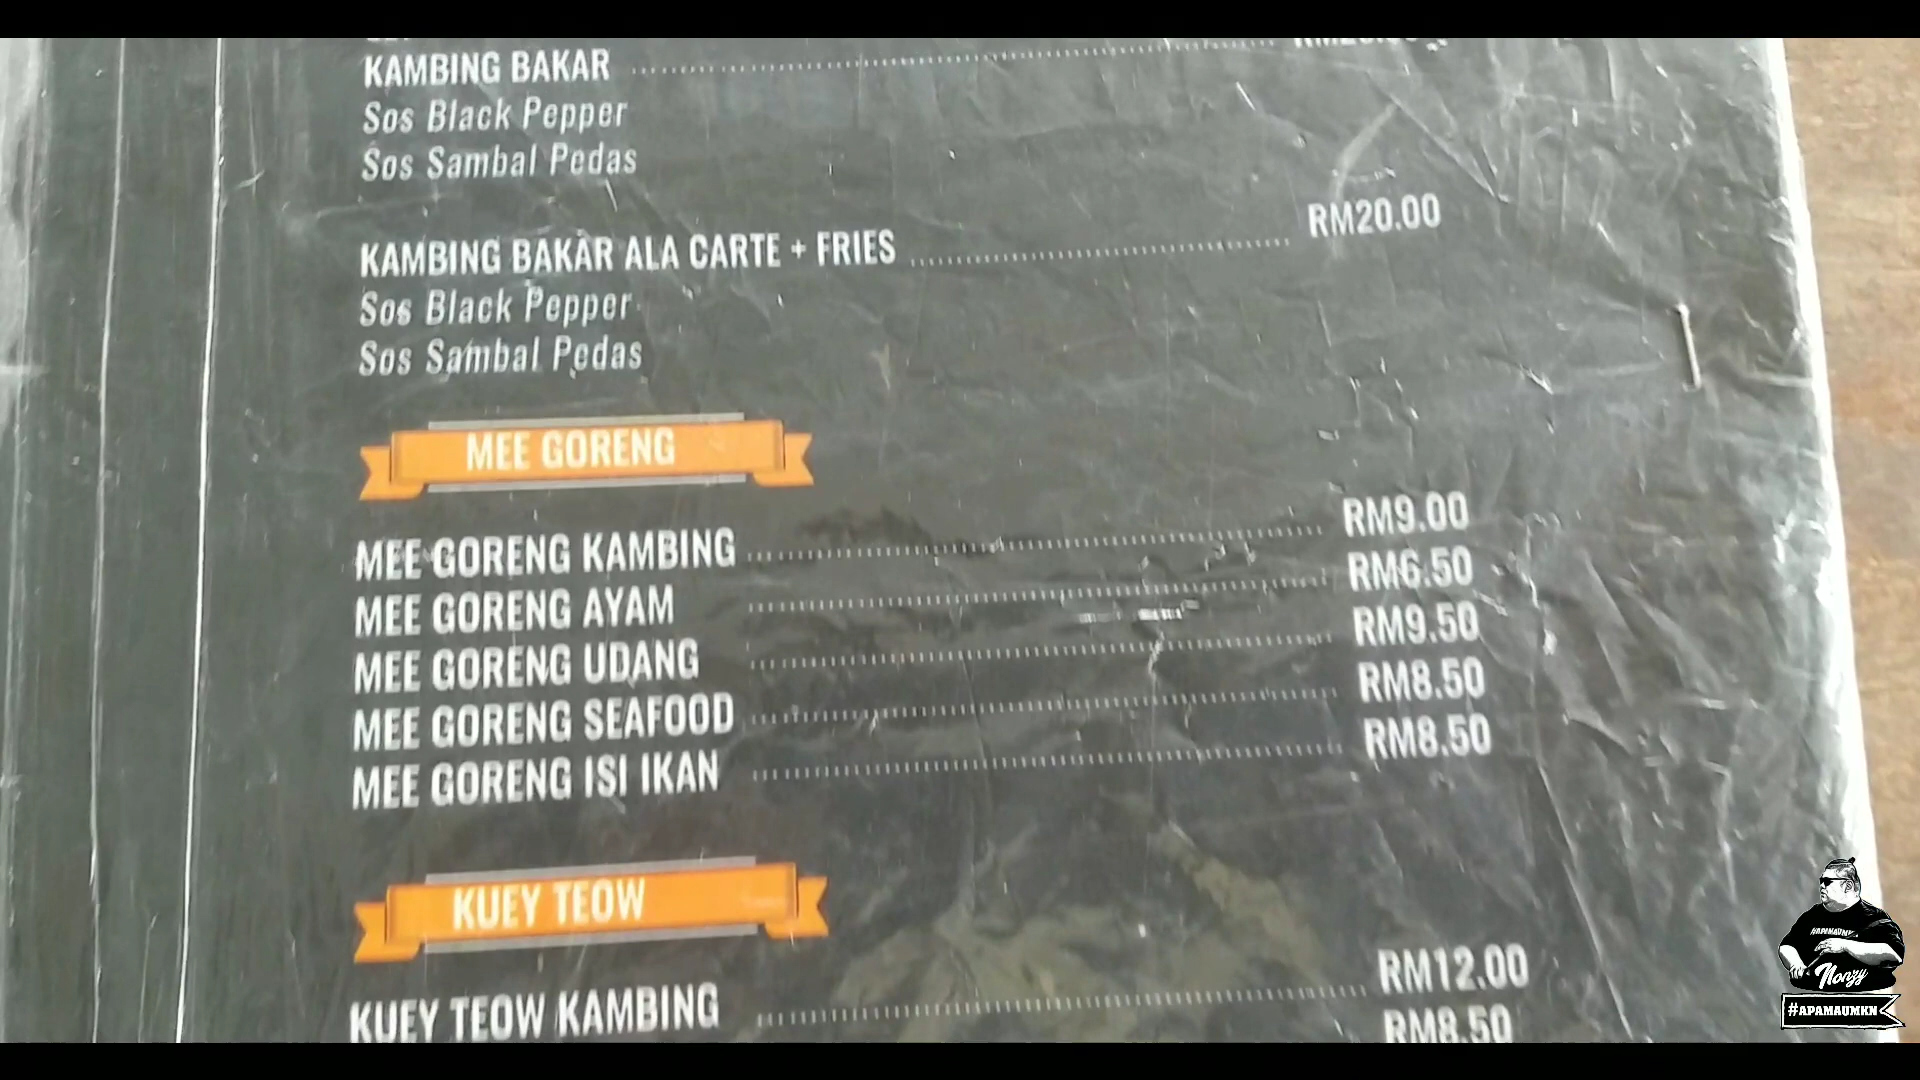 KAMBING BAKAR
Sos Black Pepper
Sos Sambal Pedas
KAMBING BAKAR ALA CARTE + FRIES RM20.00
Sos Black Pepper
Sos Sambal Pedas
MEE GORENG
MEE GORENG KAMBING RM9.00
MEE GORENG AYAM RM6.50
MEE GORENG UDANG RM9.50
MEE GORENG SEAFOOD RM8.50
MEE GORENG ISI IKAN RM8.50
KUEY TEOW
KUEY TEOW KAMBING RM12.00
RM8.50
Nonzy
#APAMAUMKN